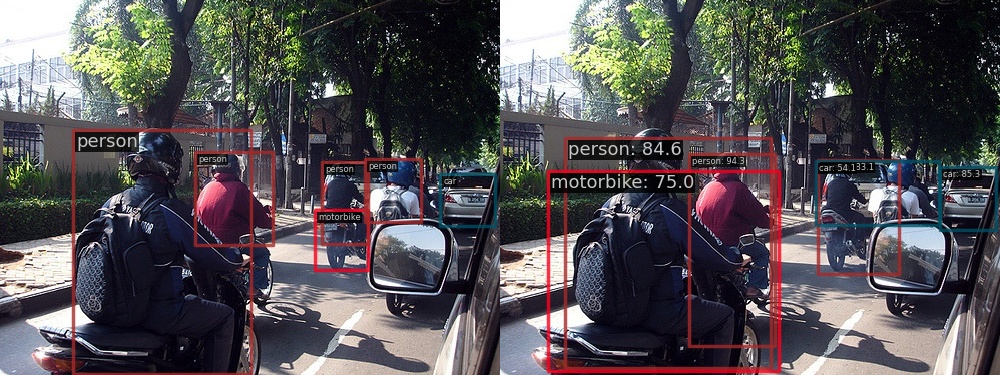 person
person
person
person
car
motorbike
person: 84.6
person: 94.3
motorbike: 75.0
car: 54.133.1
car: 85.3